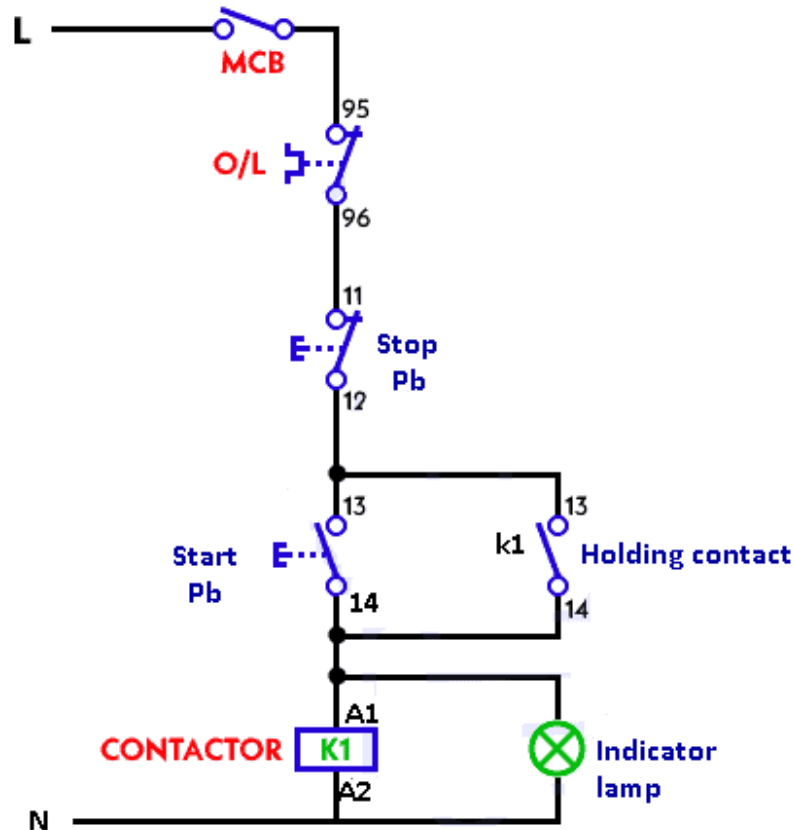 L
MCB
95
O/L
96
11
Stop
Pb
12
13
13
k1
Holding contact
Start
Pb
14
14
A1
CONTACTOR
K1
Indicator
lamp
A2
N